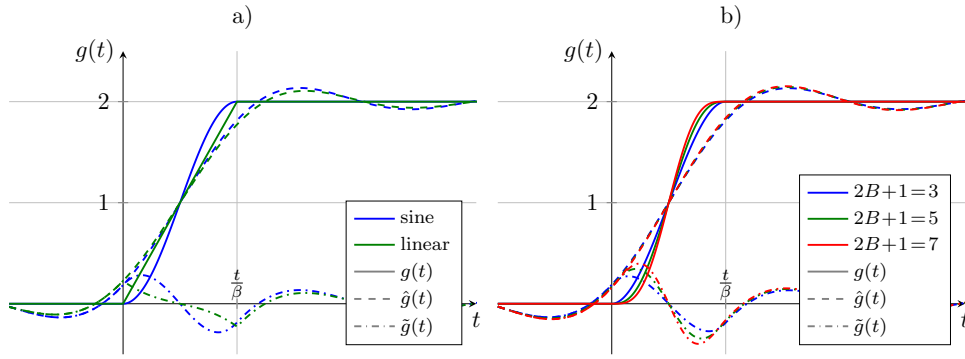 a)
g(t)
2
1
t/β
t
sine
linear
g(t)
ĝ(t)
g̃(t)
b)
g(t)
2
1
t/β
t
2B+1=3
2B+1=5
2B+1=7
g(t)
ĝ(t)
g̃(t)